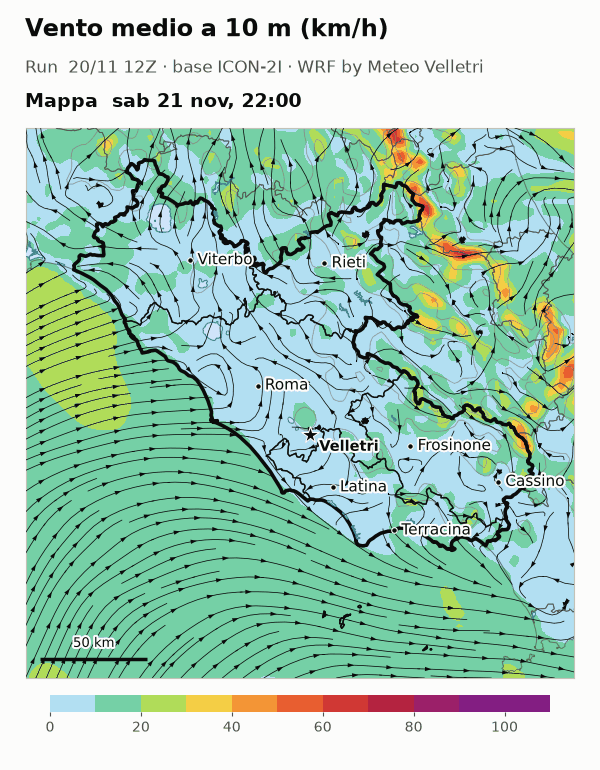 Vento medio a 10 m (km/h)
Run  20/11 12Z · base ICON-2I · WRF by Meteo Velletri
Mappa  sab 21 nov, 22:00
Viterbo
Rieti
Roma
Velletri
Frosinone
Cassino
Latina
Terracina
50 km
0 20 40 60 80 100